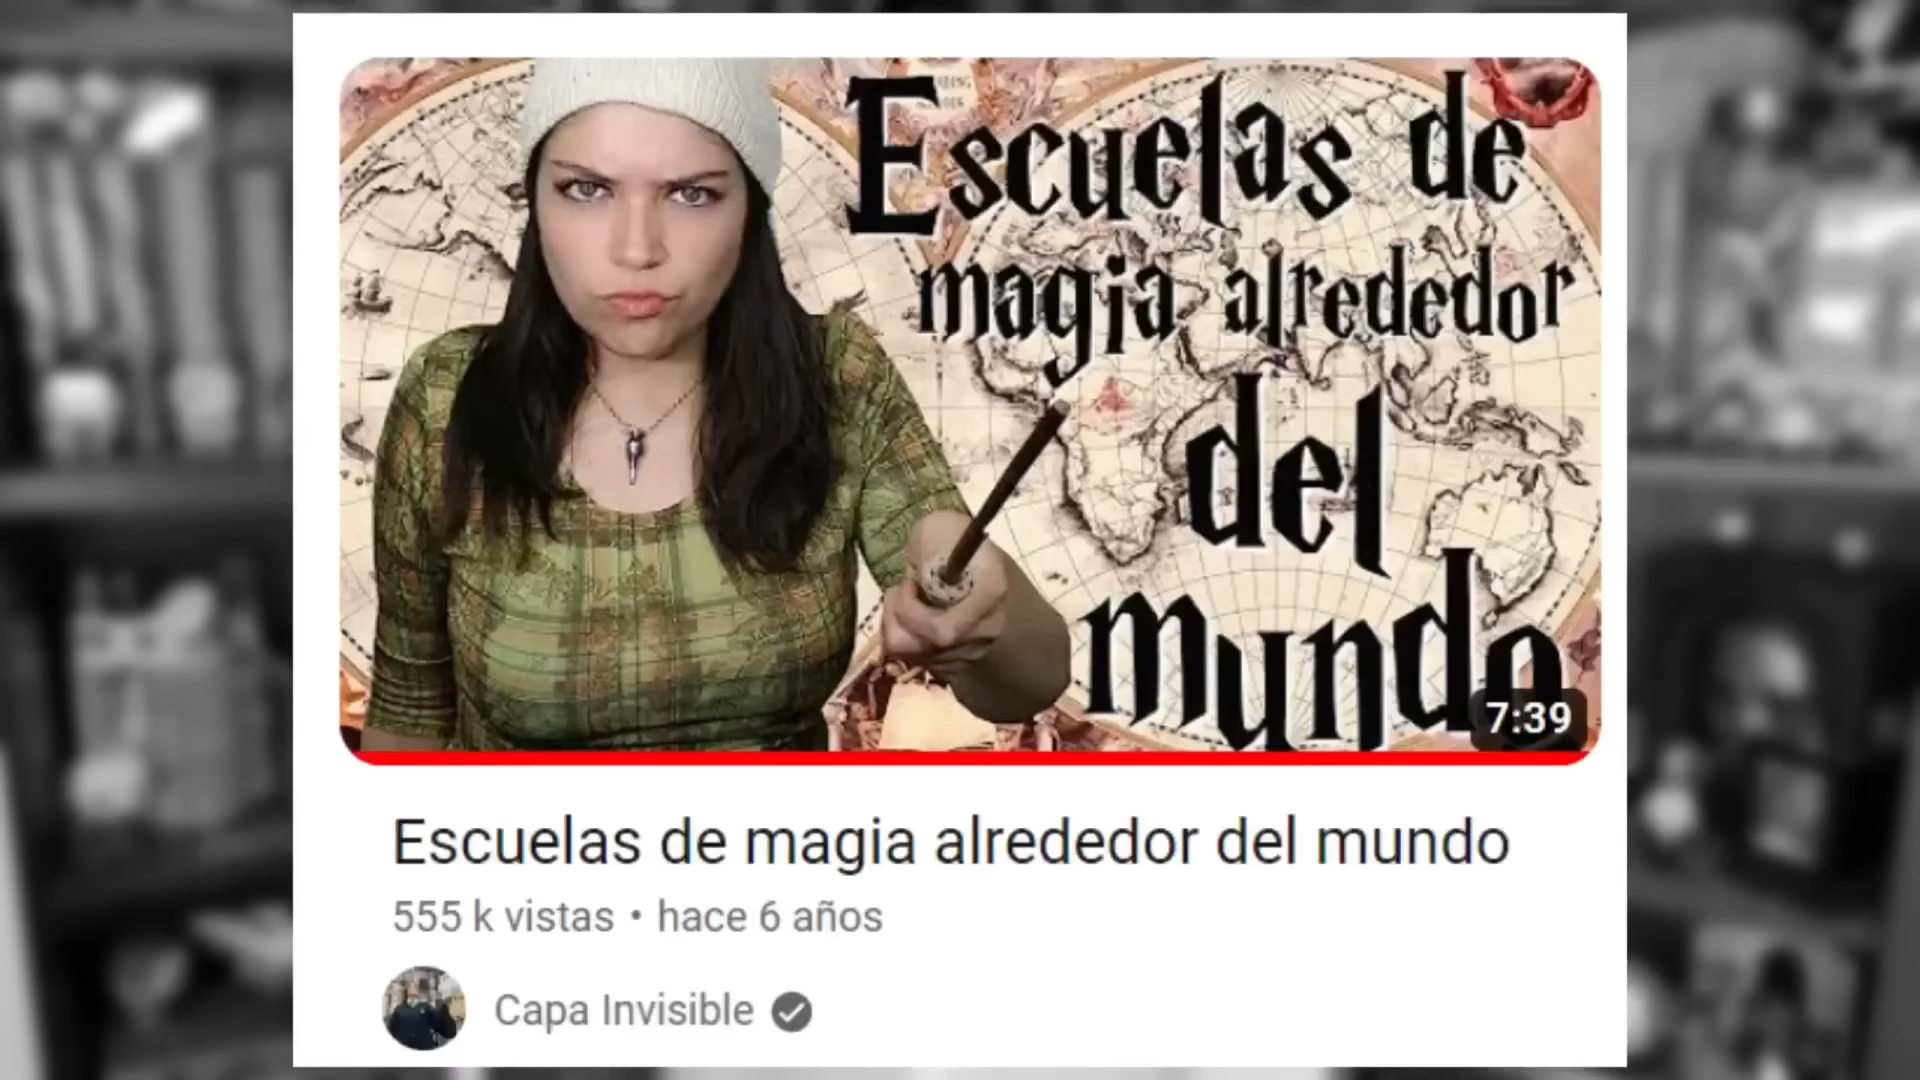 Escuelas de
magia alrededor
del
mundo
7:39
Escuelas de magia alrededor del mundo
555 k vistas • hace 6 años
Capa Invisible